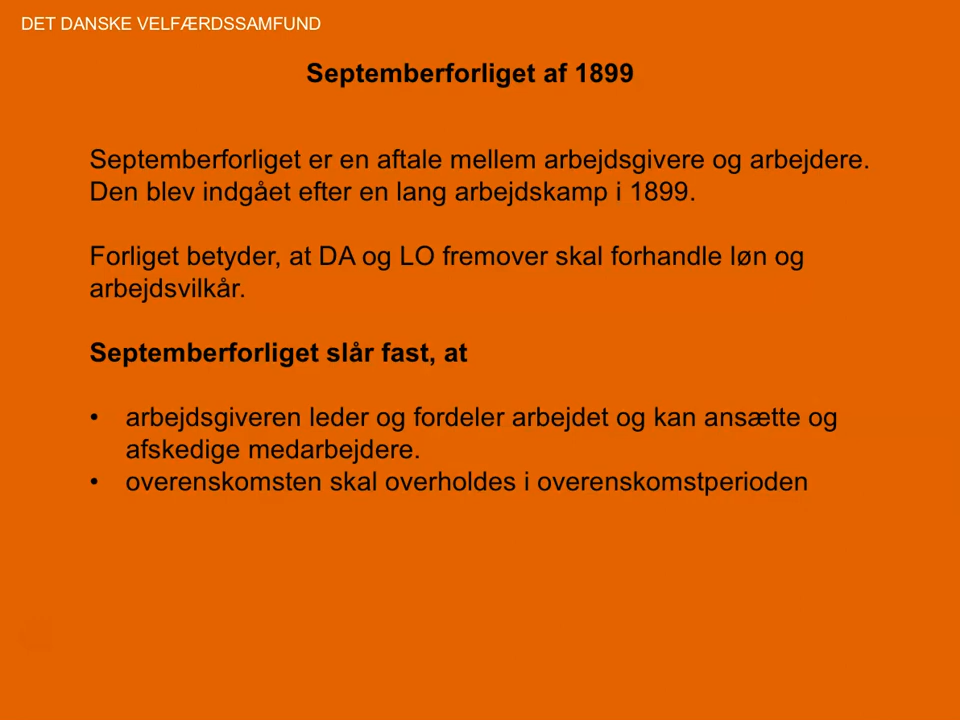 DET DANSKE VELFÆRDSSAMFUND
Septemberforliget af 1899
Septemberforliget er en aftale mellem arbejdsgivere og arbejdere.
Den blev indgået efter en lang arbejdskamp i 1899.
Forliget betyder, at DA og LO fremover skal forhandle løn og
arbejdsvilkår.
Septemberforliget slår fast, at
• arbejdsgiveren leder og fordeler arbejdet og kan ansætte og
afskedige medarbejdere.
• overenskomsten skal overholdes i overenskomstperioden